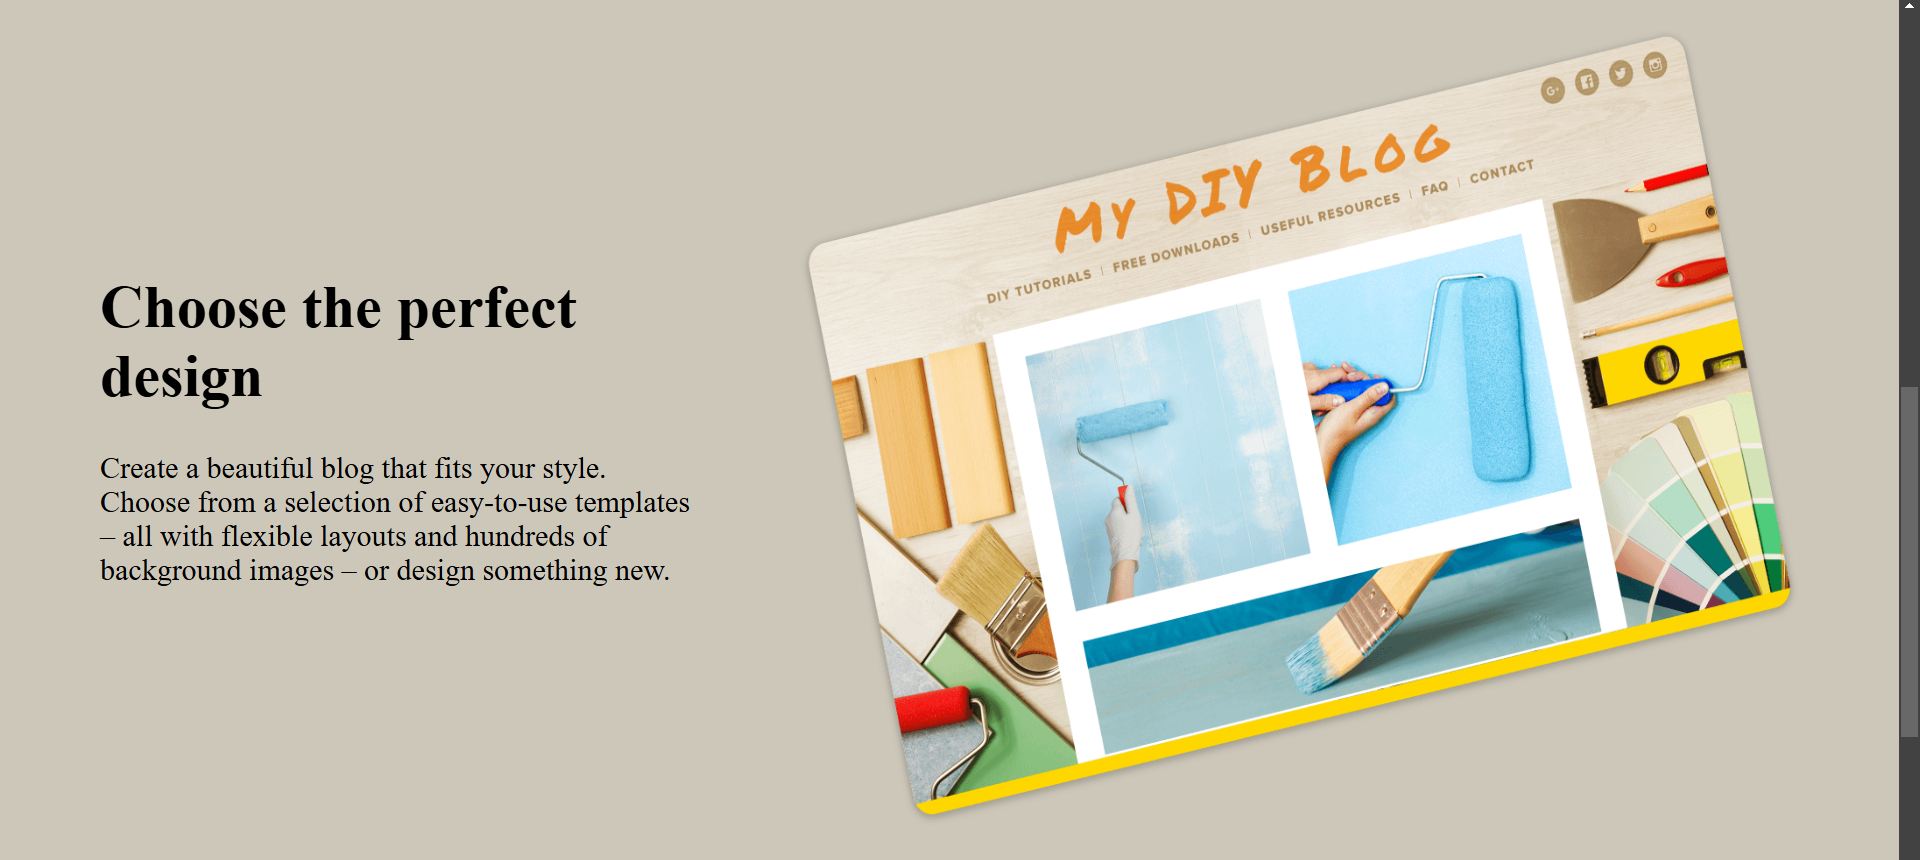 Choose the perfect
design
Create a beautiful blog that fits your style.
Choose from a selection of easy-to-use templates
– all with flexible layouts and hundreds of
background images – or design something new.
My DIY Blog
DIY TUTORIALS | FREE DOWNLOADS | USEFUL RESOURCES | FAQ | CONTACT